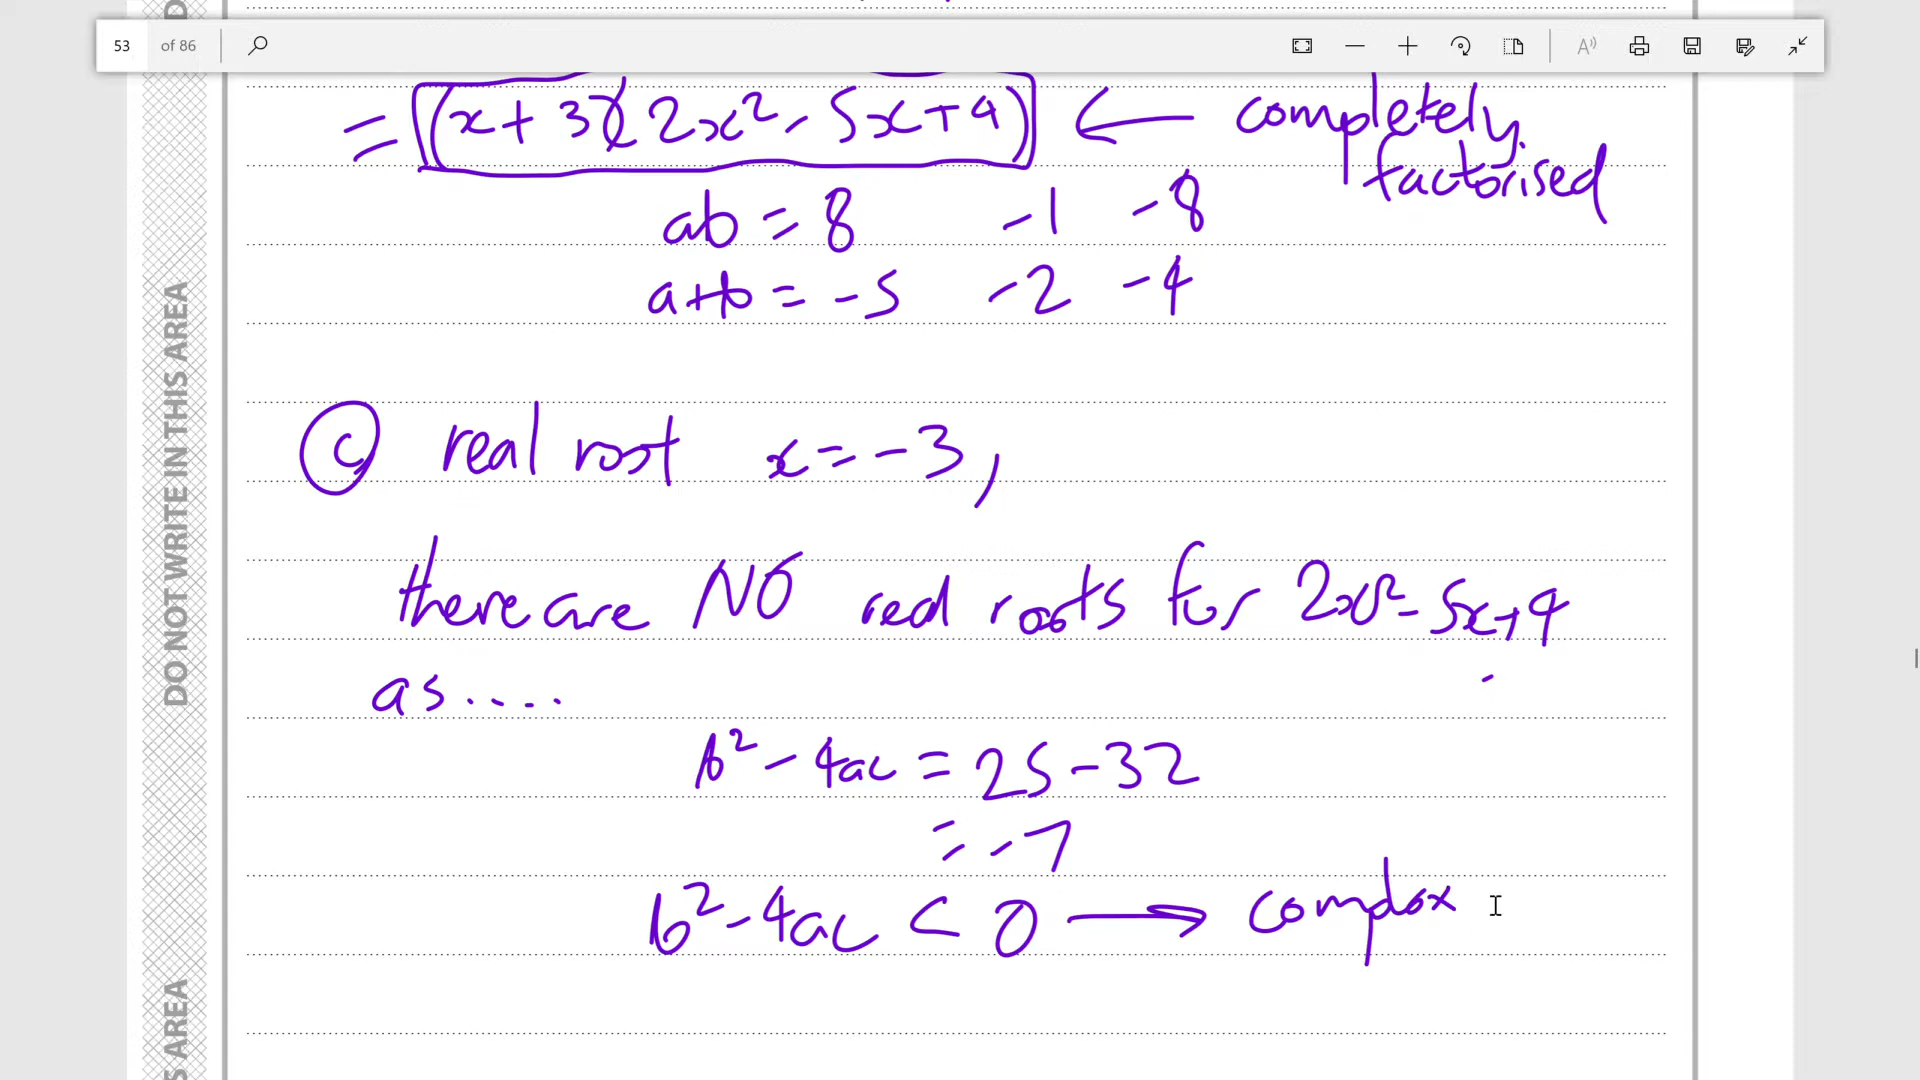 53 of 86
= (x+3)(2x² - 5x+4) ← completely
factorised
ab = 8 -1 -8
a+b = -5 -2 -4
DO NOT WRITE IN THIS AREA
c real root x = -3,
there are NO real roots for 2x² - 5x+4
as....
b² - 4ac = 25 - 32
= -7
b² - 4ac < 0 → complex
S AREA